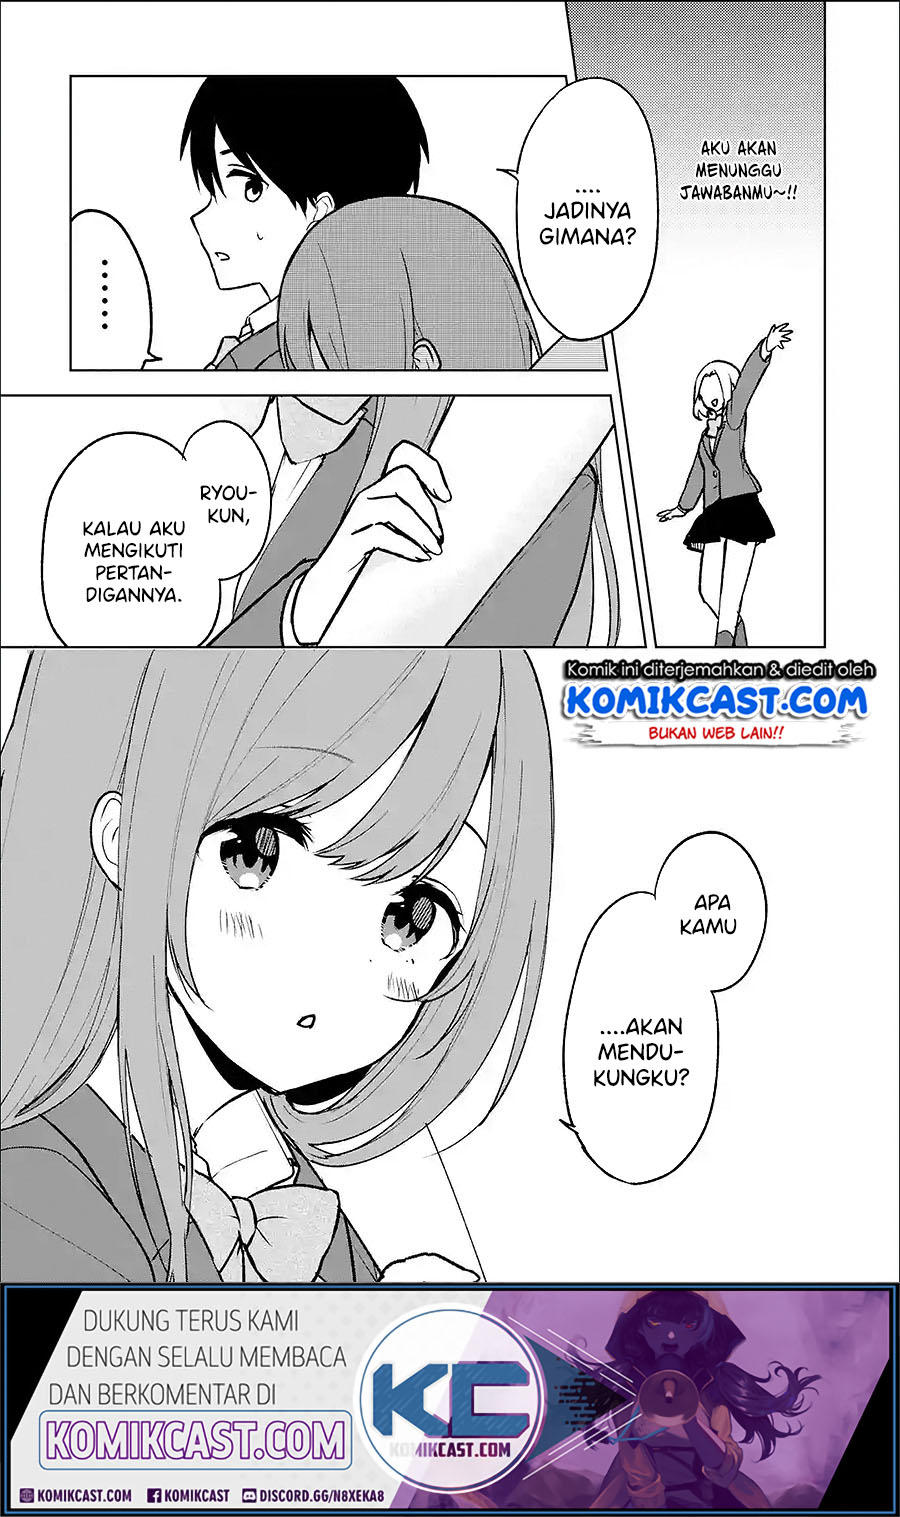 AKU AKAN
MENUNGGU
JAWABANMU~!!
....
JADINYA
GIMANA?
......
RYOU-
KUN,
KALAU AKU
MENGIKUTI
PERTAN-
DIGANNYA.
Komik ini diterjemahkan & diedit oleh
KOMIKCAST.COM
BUKAN WEB LAIN!!
APA
KAMU
....AKAN
MENDU-
KUNGKU?
DUKUNG TERUS KAMI
DENGAN SELALU MEMBACA
DAN BERKOMENTAR DI
KOMIKCAST.COM
KC
KOMIKCAST.COM
KOMIKCAST.COM
KOMIKCAST
DISCORD.GG/N8XEKA8